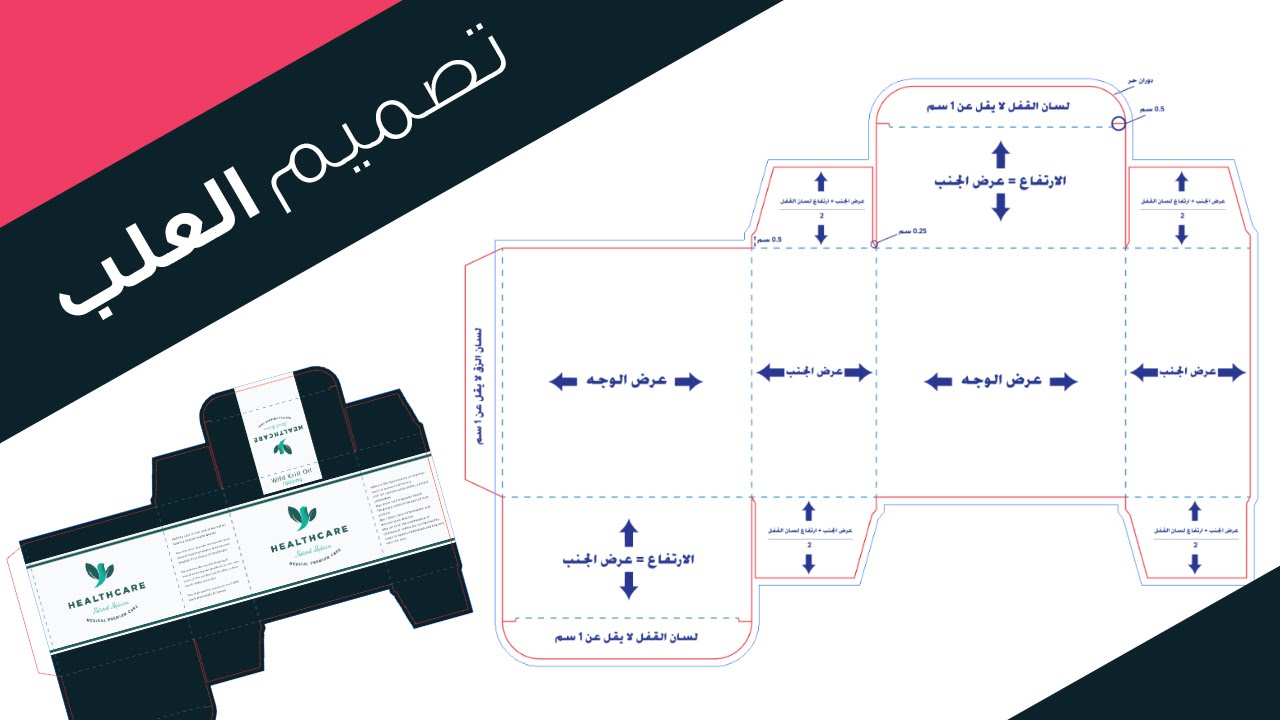 تصميم العلب
دوران حر
0.5 سم
لسان القفل لا يقل عن 1 سم
الارتفاع = عرض الجنب
عرض الجنب + ارتفاع لسان القفل
2
عرض الجنب + ارتفاع لسان القفل
2
0.5 سم
0.25 سم
لسان الزق لا يقل عن 1 سم
عرض الوجه
عرض الجنب
عرض الوجه
عرض الجنب
الارتفاع = عرض الجنب
لسان القفل لا يقل عن 1 سم
عرض الجنب + ارتفاع لسان القفل
2
عرض الجنب + ارتفاع لسان القفل
2
HEALTHCARE
Wild Krill Oil
HEALTHCARE
MEDICAL PREMIUM CARE
HEALTHCARE
MEDICAL PREMIUM CARE